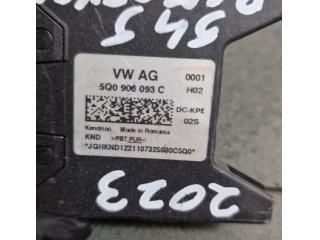 545
VW AG 0001
5Q0 906 093 C H02
DC-KPE
02S
Kendrion, Made in Romania
KND >PBT,PUR<
*JQHKND1221107325680C5Q0*
2023